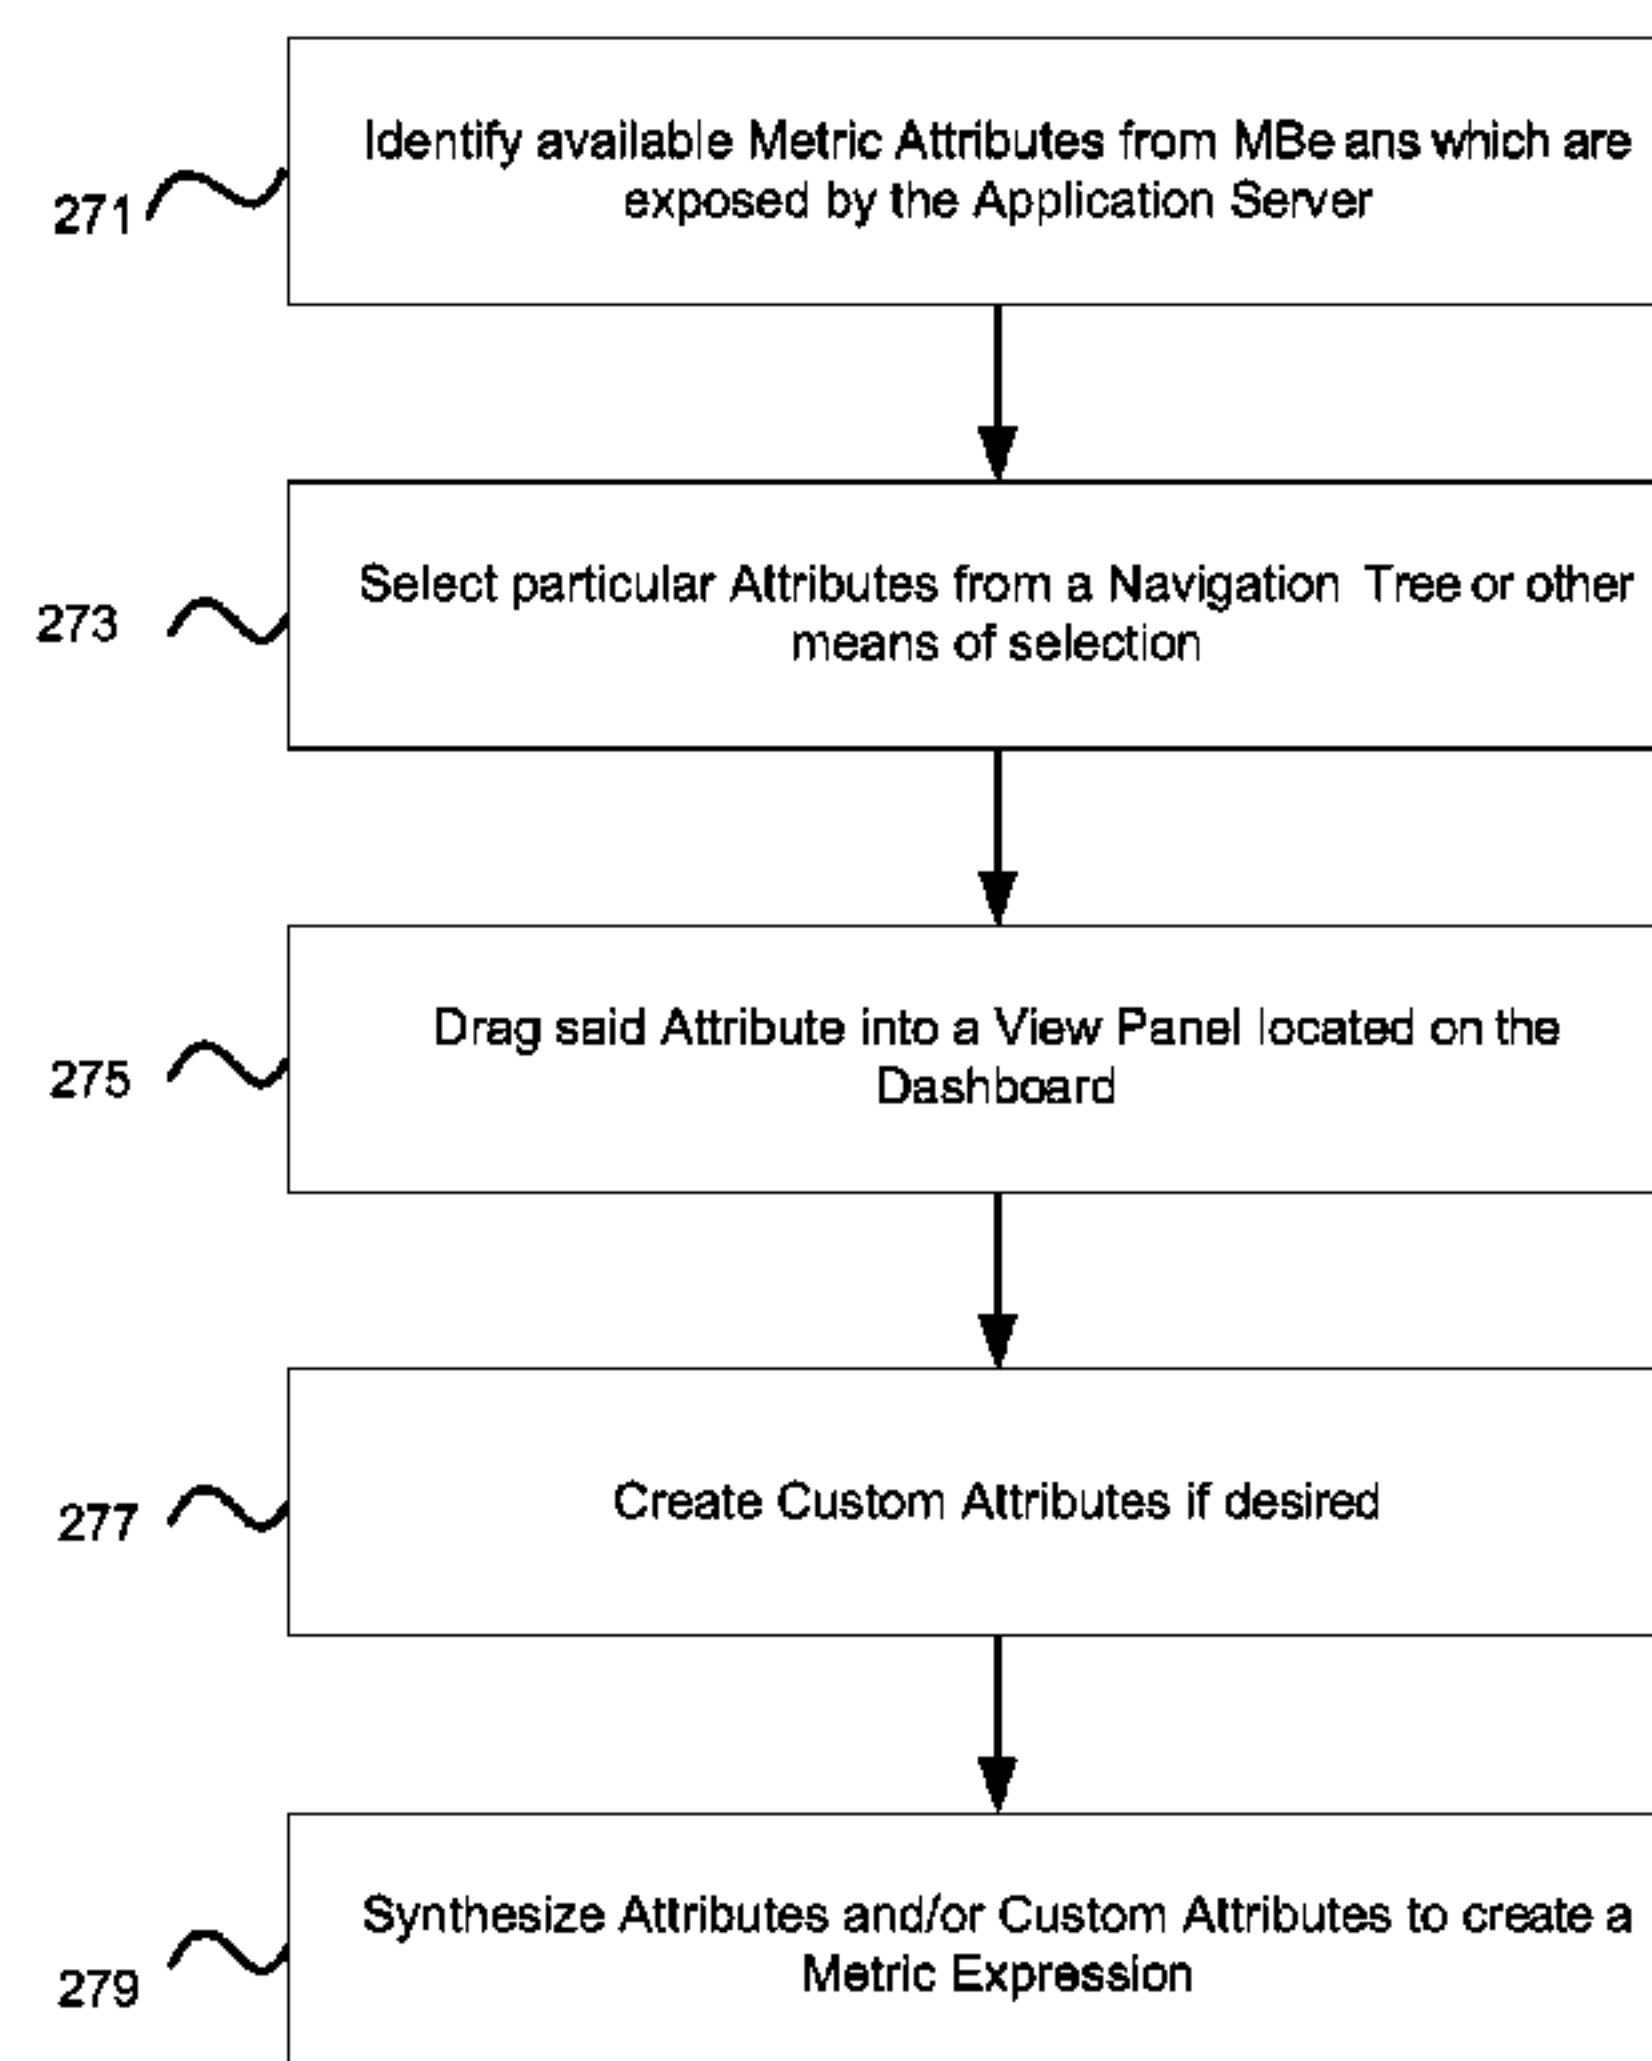 Identify available Metric Attributes from MBeans which are
exposed by the Application Server
271
Select particular Attributes from a Navigation Tree or other
means of selection
273
Drag said Attribute into a View Panel located on the
Dashboard
275
Create Custom Attributes if desired
277
Synthesize Attributes and/or Custom Attributes to create a
Metric Expression
279